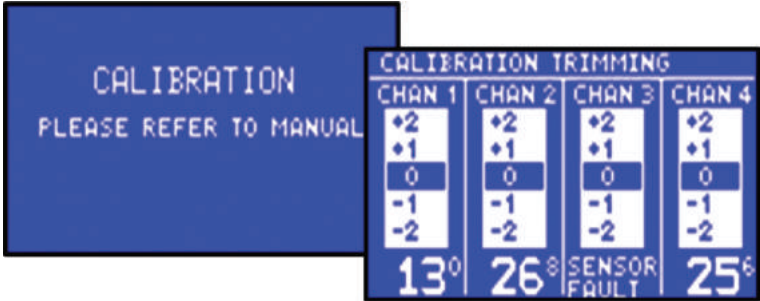 CALIBRATION
PLEASE REFER TO MANUAL
CALIBRATION TRIMMING
CHAN 1 CHAN 2 CHAN 3 CHAN 4
+2 +2 +2 +2
+1 +1 +1 +1
0 0 0 0
-1 -1 -1 -1
-2 -2 -2 -2
13⁰ 26⁸ SENSOR FAULT 25⁶